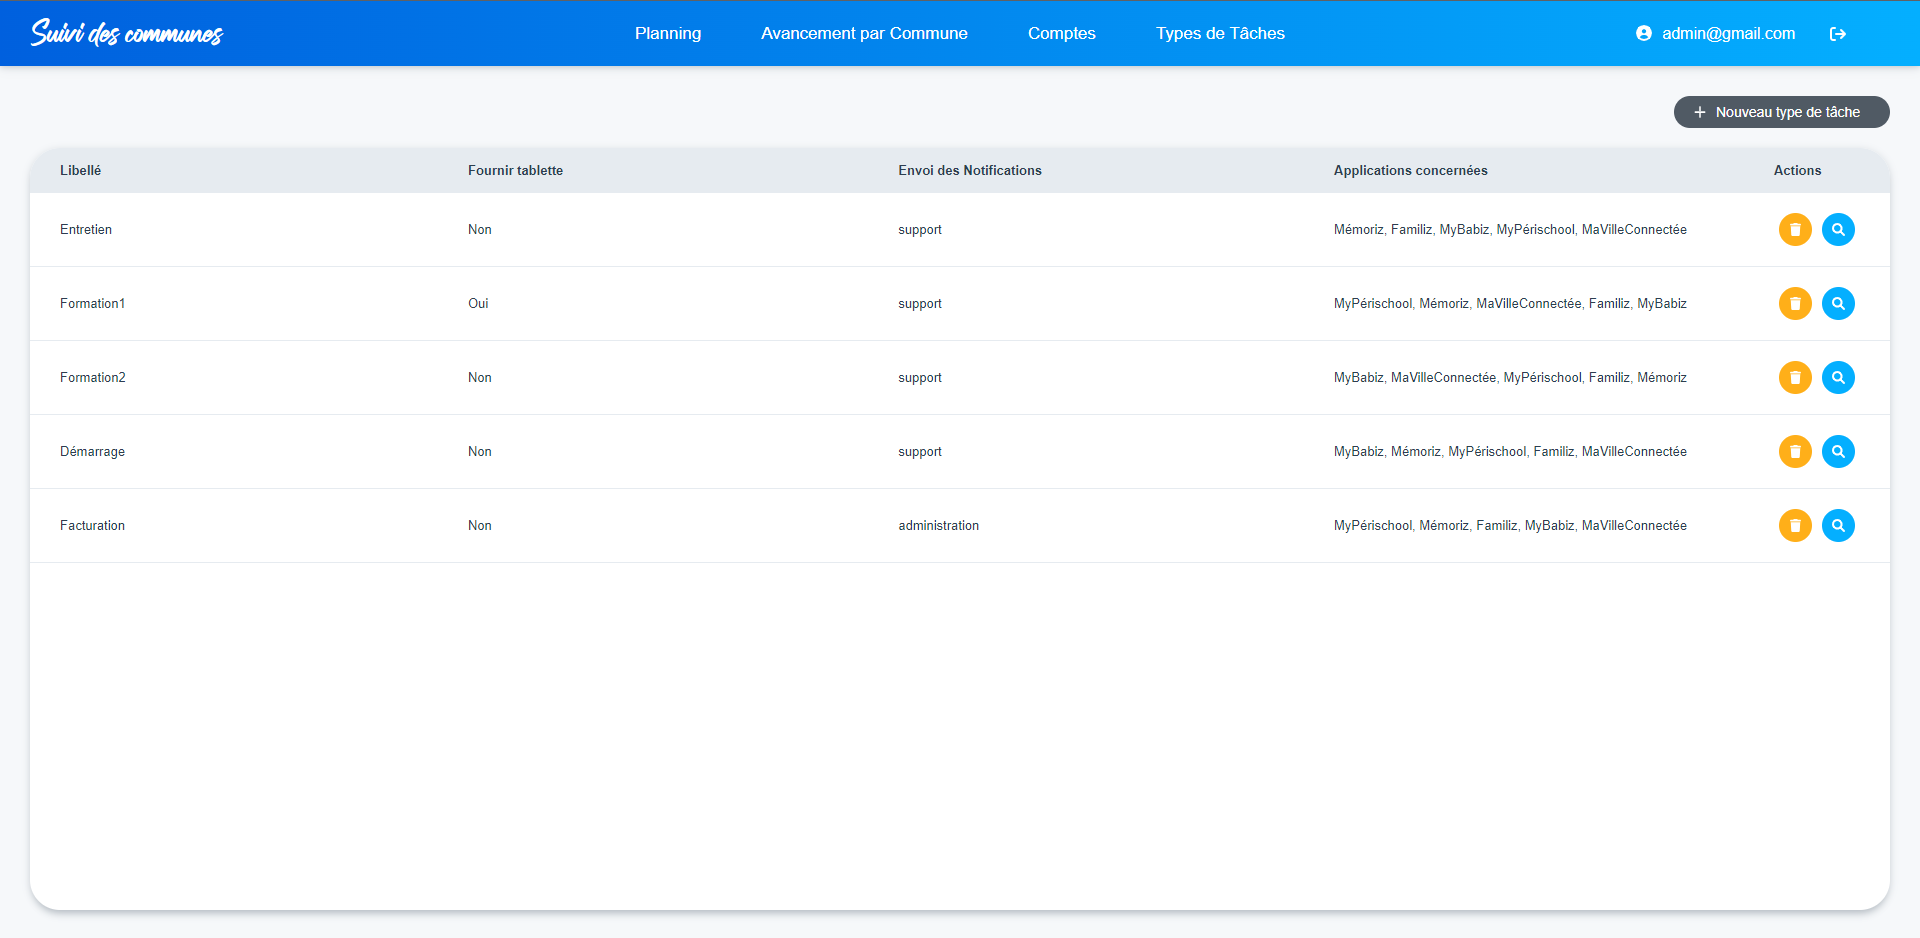 Suivi des communes
Planning
Avancement par Commune
Comptes
Types de Tâches
admin@gmail.com
Nouveau type de tâche
Libellé Fournir tablette Envoi des Notifications Applications concernées Actions
Entretien Non support Mémoriz, Familiz, MyBabiz, MyPérischool, MaVilleConnectée
Formation1 Oui support MyPérischool, Mémoriz, MaVilleConnectée, Familiz, MyBabiz
Formation2 Non support MyBabiz, MaVilleConnectée, MyPérischool, Familiz, Mémoriz
Démarrage Non support MyBabiz, Mémoriz, MyPérischool, Familiz, MaVilleConnectée
Facturation Non administration MyPérischool, Mémoriz, Familiz, MyBabiz, MaVilleConnectée